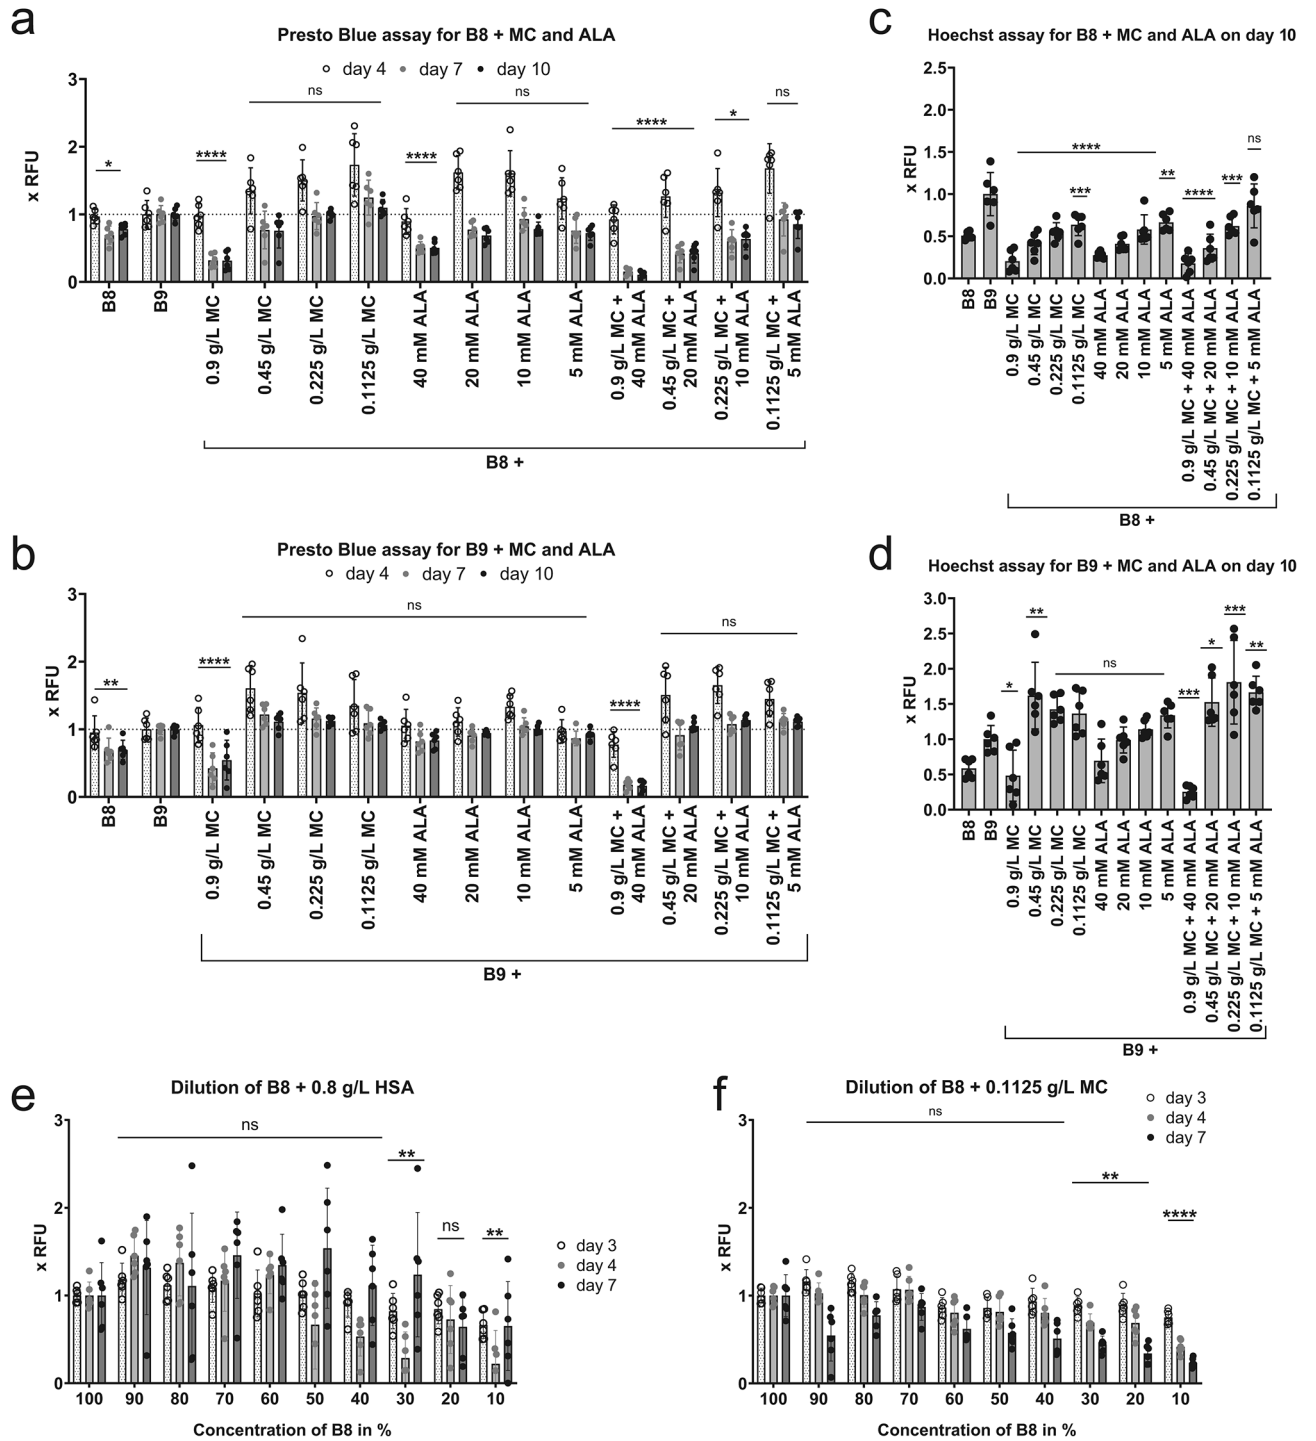 a
Presto Blue assay for B8 + MC and ALA
day 4 day 7 day 10
x RFU
3
2
1
0
ns
ns
ns
*
****
****
****
*
B8
B9
0.9 g/L MC
0.45 g/L MC
0.225 g/L MC
0.1125 g/L MC
40 mM ALA
20 mM ALA
10 mM ALA
5 mM ALA
0.9 g/L MC +
40 mM ALA
0.45 g/L MC +
20 mM ALA
0.225 g/L MC +
10 mM ALA
0.1125 g/L MC +
5 mM ALA
B8 +
c
Hoechst assay for B8 + MC and ALA on day 10
x RFU
2.5
2.0
1.5
1.0
0.5
0.0
****
***
**
****
***
ns
B8
B9
0.9 g/L MC
0.45 g/L MC
0.225 g/L MC
0.1125 g/L MC
40 mM ALA
20 mM ALA
10 mM ALA
5 mM ALA
0.9 g/L MC + 40 mM ALA
0.45 g/L MC + 20 mM ALA
0.225 g/L MC + 10 mM ALA
0.1125 g/L MC + 5 mM ALA
B8 +
b
Presto Blue assay for B9 + MC and ALA
day 4 day 7 day 10
x RFU
3
2
1
0
**
****
ns
****
ns
B8
B9
0.9 g/L MC
0.45 g/L MC
0.225 g/L MC
0.1125 g/L MC
40 mM ALA
20 mM ALA
10 mM ALA
5 mM ALA
0.9 g/L MC +
40 mM ALA
0.45 g/L MC +
20 mM ALA
0.225 g/L MC +
10 mM ALA
0.1125 g/L MC +
5 mM ALA
B9 +
d
Hoechst assay for B9 + MC and ALA on day 10
x RFU
3.0
2.5
2.0
1.5
1.0
0.5
0.0
*
**
ns
***
*
***
**
B8
B9
0.9 g/L MC
0.45 g/L MC
0.225 g/L MC
0.1125 g/L MC
40 mM ALA
20 mM ALA
10 mM ALA
5 mM ALA
0.9 g/L MC + 40 mM ALA
0.45 g/L MC + 20 mM ALA
0.225 g/L MC + 10 mM ALA
0.1125 g/L MC + 5 mM ALA
B9 +
e
Dilution of B8 + 0.8 g/L HSA
x RFU
3
2
1
0
ns
**
ns
**
day 3
day 4
day 7
100 90 80 70 60 50 40 30 20 10
Concentration of B8 in %
f
Dilution of B8 + 0.1125 g/L MC
day 3
day 4
day 7
x RFU
3
2
1
0
ns
**
****
100 90 80 70 60 50 40 30 20 10
Concentration of B8 in %